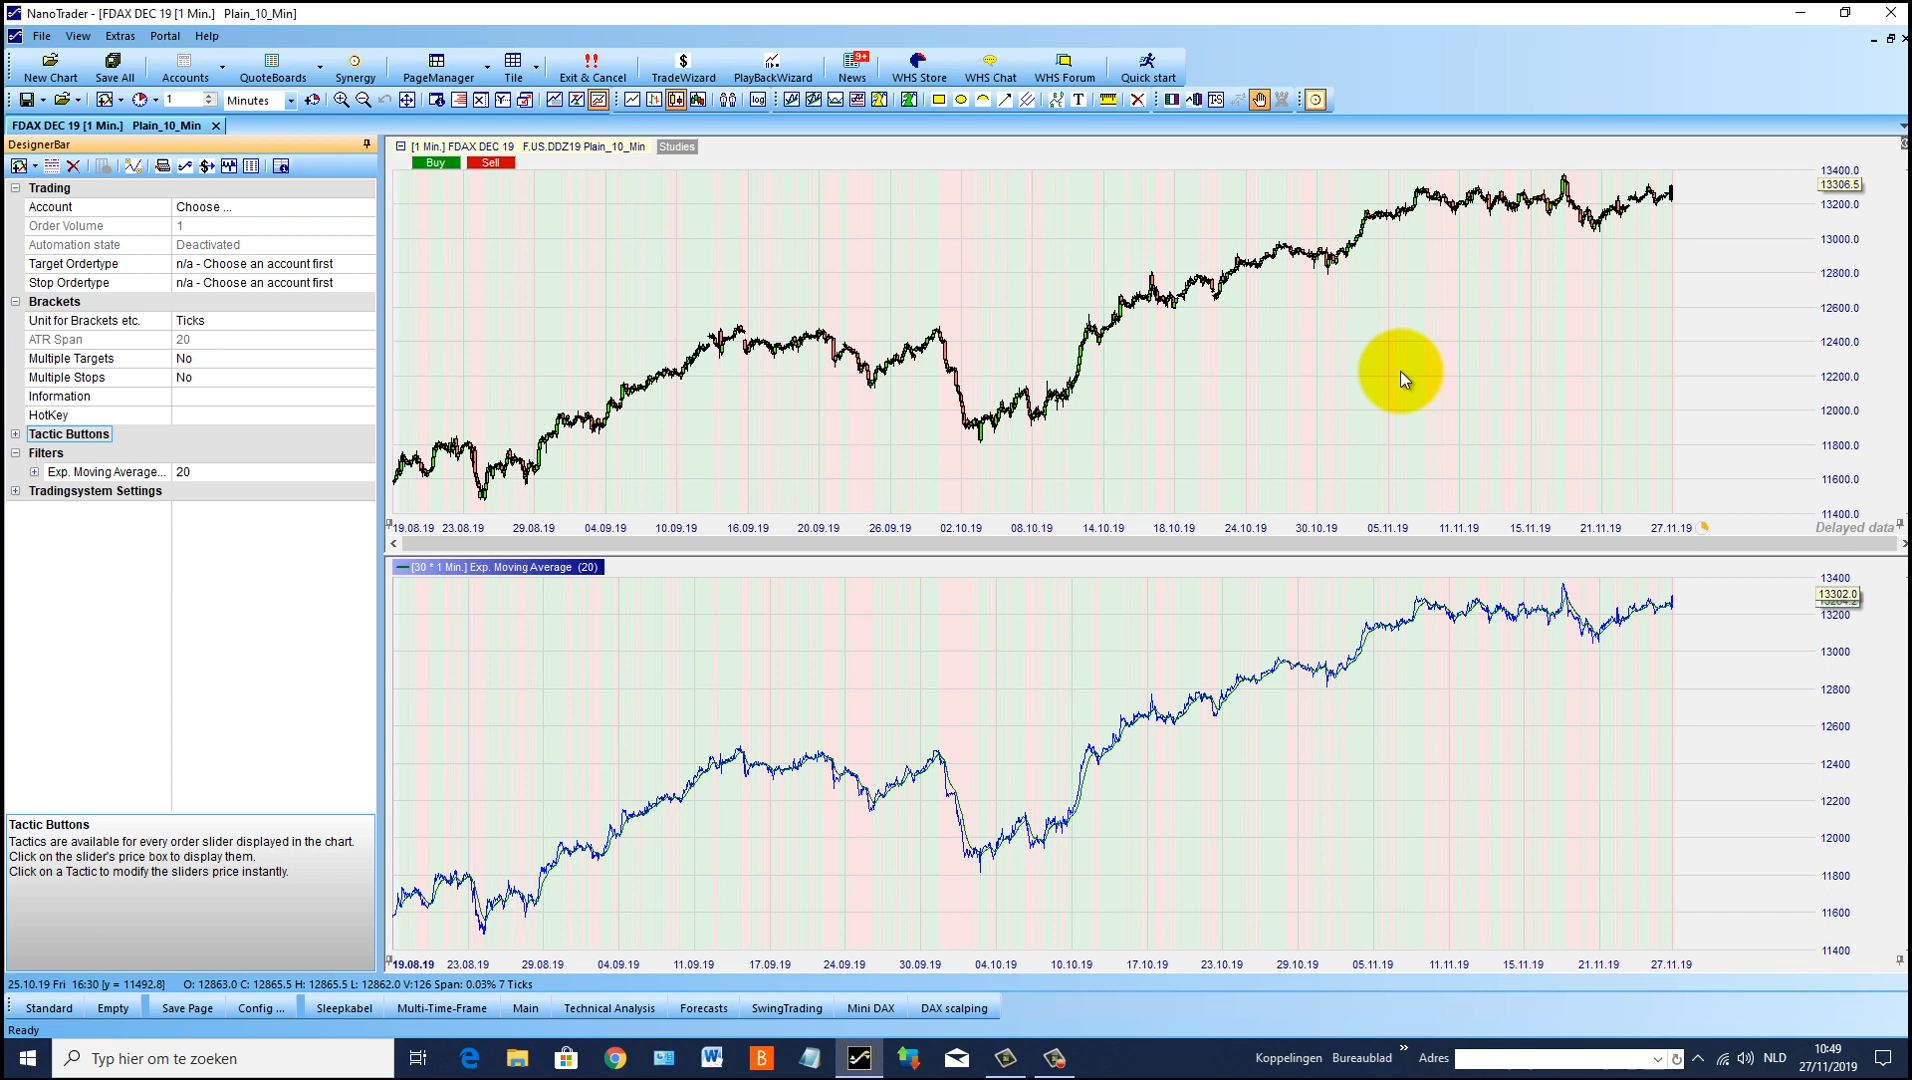 NanoTrader - [FDAX DEC 19 [1 Min.] Plain_10_Min]
File View Extras Portal Help
New Chart Save All Accounts QuoteBoards Synergy PageManager Tile Exit & Cancel TradeWizard PlayBackWizard 9+ News WHS Store WHS Chat WHS Forum Quick start
1 Minutes log T T-S
FDAX DEC 19 [1 Min.] Plain_10_Min
DesignerBar
Trading
Account Choose ...
Order Volume 1
Automation state Deactivated
Target Ordertype n/a - Choose an account first
Stop Ordertype n/a - Choose an account first
Brackets
Unit for Brackets etc. Ticks
ATR Span 20
Multiple Targets No
Multiple Stops No
Information
HotKey
Tactic Buttons
Filters
Exp. Moving Average... 20
Tradingsystem Settings
Tactic Buttons
Tactics are available for every order slider displayed in the chart.
Click on the slider's price box to display them.
Click on a Tactic to modify the sliders price instantly.
[1 Min.] FDAX DEC 19 F.US.DDZ19 Plain_10_Min Studies
Buy Sell
13400.0
13306.5
13200.0
13000.0
12800.0
12600.0
12400.0
12200.0
12000.0
11800.0
11600.0
11400.0
19.08.19 23.08.19 29.08.19 04.09.19 10.09.19 16.09.19 20.09.19 26.09.19 02.10.19 08.10.19 14.10.19 18.10.19 24.10.19 30.10.19 05.11.19 11.11.19 15.11.19 21.11.19 27.11.19 Delayed data
[30 * 1 Min.] Exp. Moving Average (20)
13400
13302.0
13200
13000
12800
12600
12400
12200
12000
11800
11600
11400
19.08.19 23.08.19 29.08.19 04.09.19 11.09.19 17.09.19 24.09.19 30.09.19 04.10.19 10.10.19 17.10.19 23.10.19 29.10.19 05.11.19 11.11.19 15.11.19 21.11.19 27.11.19
25.10.19 Fri 16:30 [y = 11492.8] O: 12863.0 C: 12865.5 H: 12865.5 L: 12862.0 V:126 Span: 0.03% 7 Ticks
Standard Empty Save Page Config ... Sleepkabel Multi-Time-Frame Main Technical Analysis Forecasts SwingTrading Mini DAX DAX scalping
Ready
Typ hier om te zoeken Koppelingen Bureaublad Adres NLD 10:49
27/11/2019